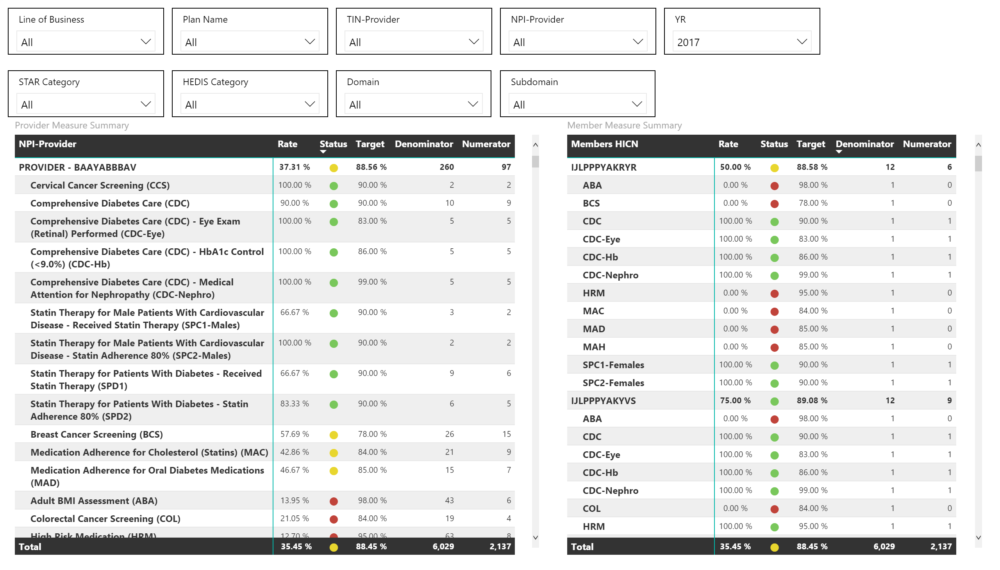 Line of Business
All
Plan Name
All
TIN-Provider
All
NPI-Provider
All
YR
2017
STAR Category
All
HEDIS Category
All
Domain
All
Subdomain
All
Provider Measure Summary
NPI-Provider Rate Status Target Denominator Numerator
PROVIDER - BAAYABBBAV 37.31 % 88.56 % 260 97
Cervical Cancer Screening (CCS) 100.00 % 90.00 % 2 2
Comprehensive Diabetes Care (CDC) 90.00 % 90.00 % 10 9
Comprehensive Diabetes Care (CDC) - Eye Exam 100.00 % 83.00 % 5 5
(Retinal) Performed (CDC-Eye)
Comprehensive Diabetes Care (CDC) - HbA1c Control 100.00 % 86.00 % 5 5
(<9.0%) (CDC-Hb)
Comprehensive Diabetes Care (CDC) - Medical 100.00 % 99.00 % 5 5
Attention for Nephropathy (CDC-Nephro)
Statin Therapy for Male Patients With Cardiovascular 66.67 % 90.00 % 3 2
Disease - Received Statin Therapy (SPC1-Males)
Statin Therapy for Male Patients With Cardiovascular 100.00 % 90.00 % 2 2
Disease - Statin Adherence 80% (SPC2-Males)
Statin Therapy for Patients With Diabetes - Received 66.67 % 90.00 % 9 6
Statin Therapy (SPD1)
Statin Therapy for Patients With Diabetes - Statin 83.33 % 90.00 % 6 5
Adherence 80% (SPD2)
Breast Cancer Screening (BCS) 57.69 % 78.00 % 26 15
Medication Adherence for Cholesterol (Statins) (MAC) 42.86 % 84.00 % 21 9
Medication Adherence for Oral Diabetes Medications 46.67 % 85.00 % 15 7
(MAD)
Adult BMI Assessment (ABA) 13.95 % 98.00 % 43 6
Colorectal Cancer Screening (COL) 21.05 % 84.00 % 19 4
High Risk Medication (HRM) 12.70 % 95.00 % 63 8
Total 35.45 % 88.45 % 6,029 2,137
Member Measure Summary
Members HICN Rate Status Target Denominator Numerator
IJLPPPYAKRYR 50.00 % 88.58 % 12 6
ABA 0.00 % 98.00 % 1 0
BCS 0.00 % 78.00 % 1 0
CDC 100.00 % 90.00 % 1 1
CDC-Eye 100.00 % 83.00 % 1 1
CDC-Hb 100.00 % 86.00 % 1 1
CDC-Nephro 100.00 % 99.00 % 1 1
HRM 0.00 % 95.00 % 1 0
MAC 0.00 % 84.00 % 1 0
MAD 0.00 % 85.00 % 1 0
MAH 0.00 % 85.00 % 1 0
SPC1-Females 100.00 % 90.00 % 1 1
SPC2-Females 100.00 % 90.00 % 1 1
IJLPPPYAKYVS 75.00 % 89.08 % 12 9
ABA 0.00 % 98.00 % 1 0
CDC 100.00 % 90.00 % 1 1
CDC-Eye 100.00 % 83.00 % 1 1
CDC-Hb 100.00 % 86.00 % 1 1
CDC-Nephro 100.00 % 99.00 % 1 1
COL 0.00 % 84.00 % 1 0
HRM 100.00 % 95.00 % 1 1
Total 35.45 % 88.45 % 6,029 2,137